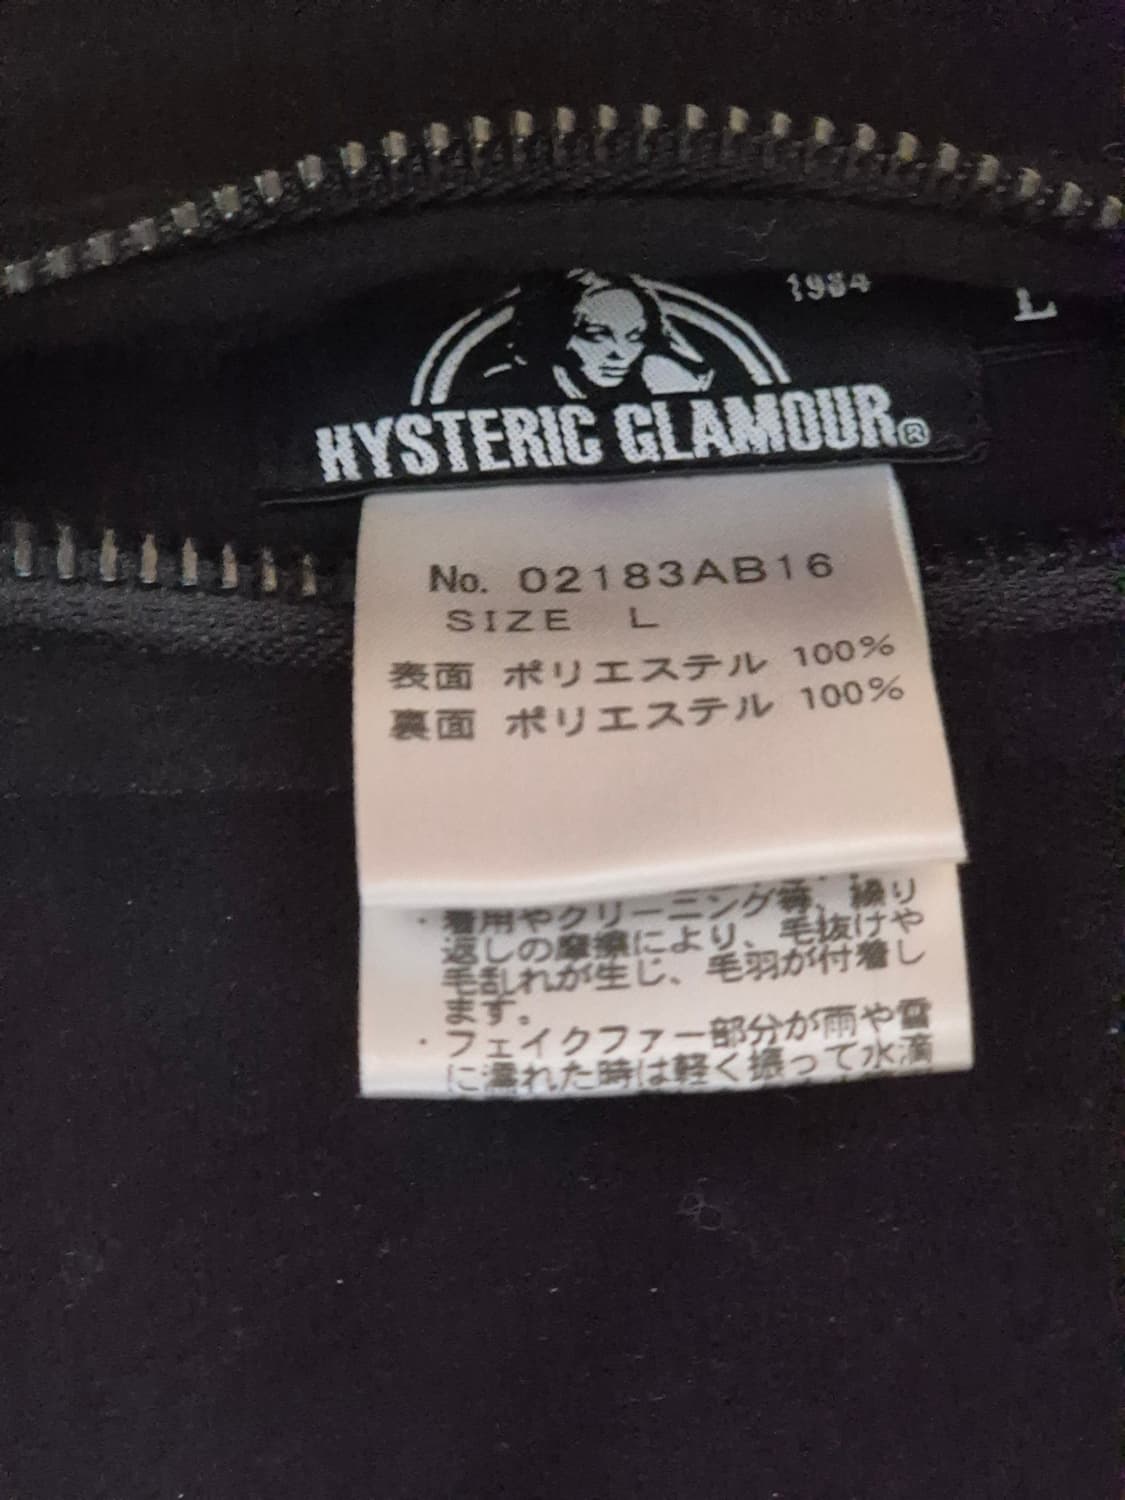 1984
L
HYSTERIC GLAMOUR®
No. 02183AB16
SIZE L
表面 ポリエステル 100%
裏面 ポリエステル 100%
・着用やクリーニング等、繰り
返しの摩擦により、毛抜けや
毛乱れが生じ、毛羽が付着し
ます。
・フェイクファー部分が雨や雪
に濡れた時は軽く振って水滴